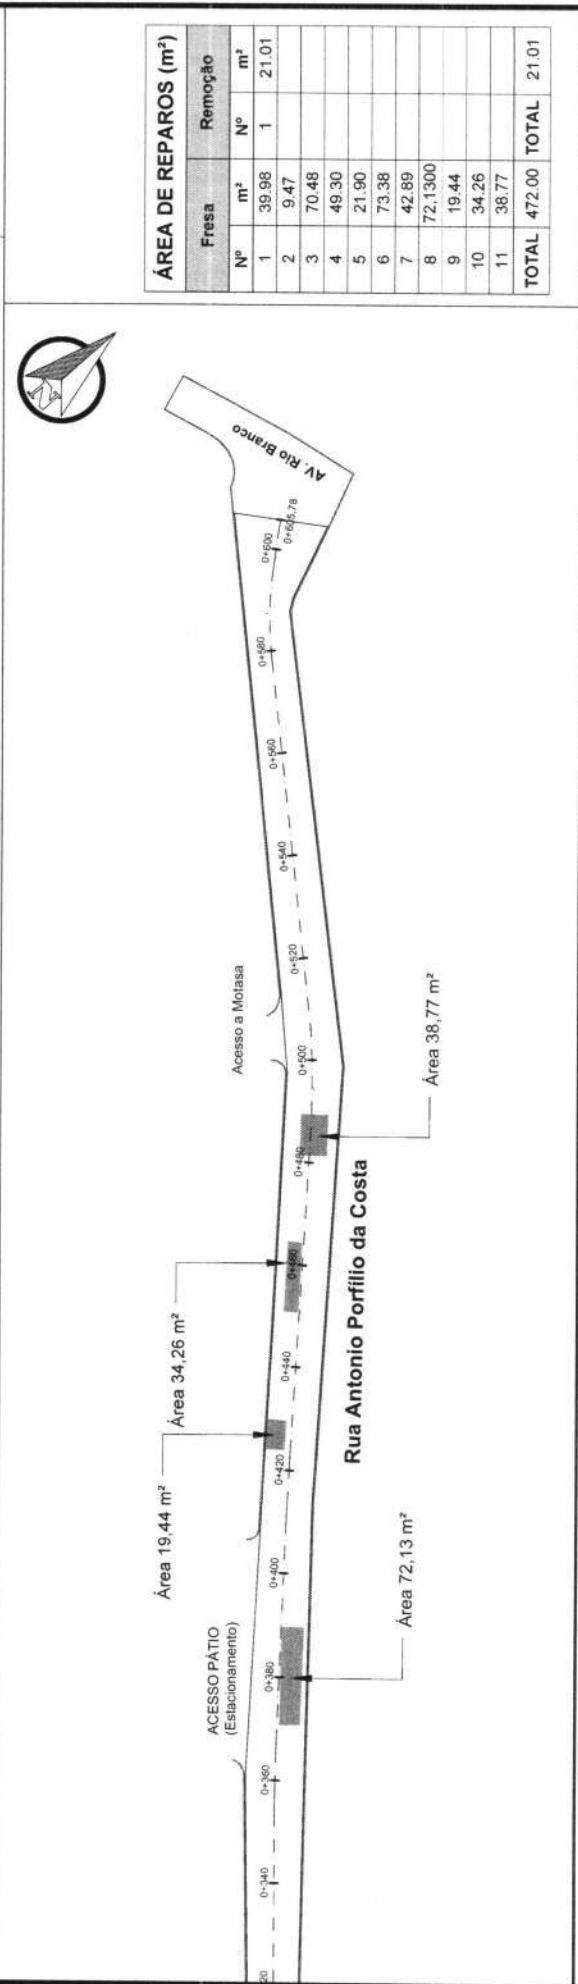 ÁREA DE REPAROS (m²)
Fresa Remoção
Nº m² Nº m²
1 39.98 1 21.01
2 9.47
3 70.48
4 49.30
5 21.90
6 73.38
7 42.89
8 72,1300
9 19.44
10 34.26
11 38.77
TOTAL 472.00 TOTAL 21.01
N
AV. Rio Branco
0+605,78
0+600
0+580
0+560
0+540
0+520
0+500
0+480
0+460
0+440
0+420
0+400
0+380
0+360
0+340
20
Acesso a Motasa
Área 38,77 m²
Área 34,26 m²
Área 19,44 m²
Área 72,13 m²
ACESSO PÁTIO
(Estacionamento)
Rua Antonio Porfílio da Costa